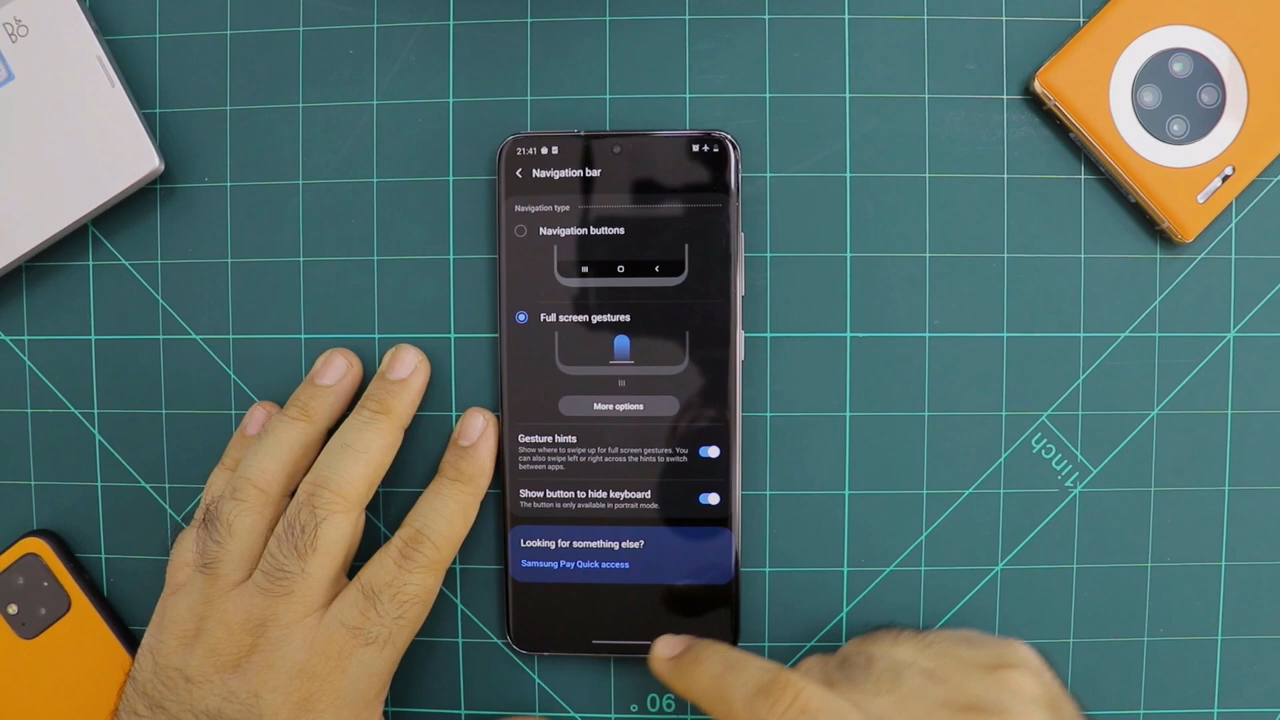 21:41
Navigation bar
Navigation type
Navigation buttons
Full screen gestures
More options
Gesture hints
Show where to swipe up for full screen gestures. You
can also swipe left or right across the hints to switch
between apps.
Show button to hide keyboard
The button is only available in portrait mode.
Looking for something else?
Samsung Pay Quick access
1 inch
06